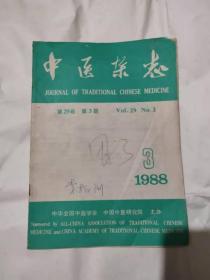 中医杂志
JOURNAL OF TRADITIONAL CHINESE MEDICINE
第29卷 第3期 Vol.29 No.3
3
1988
中华全国中医学会 中国中医研究院 主办
Sponsored by ALL-CHINA ASSOCIATION OF TRADITIONAL CHINESE
MEDICINE and CHINA ACADEMY OF TRADITIONAL CHINESE MEDICINE